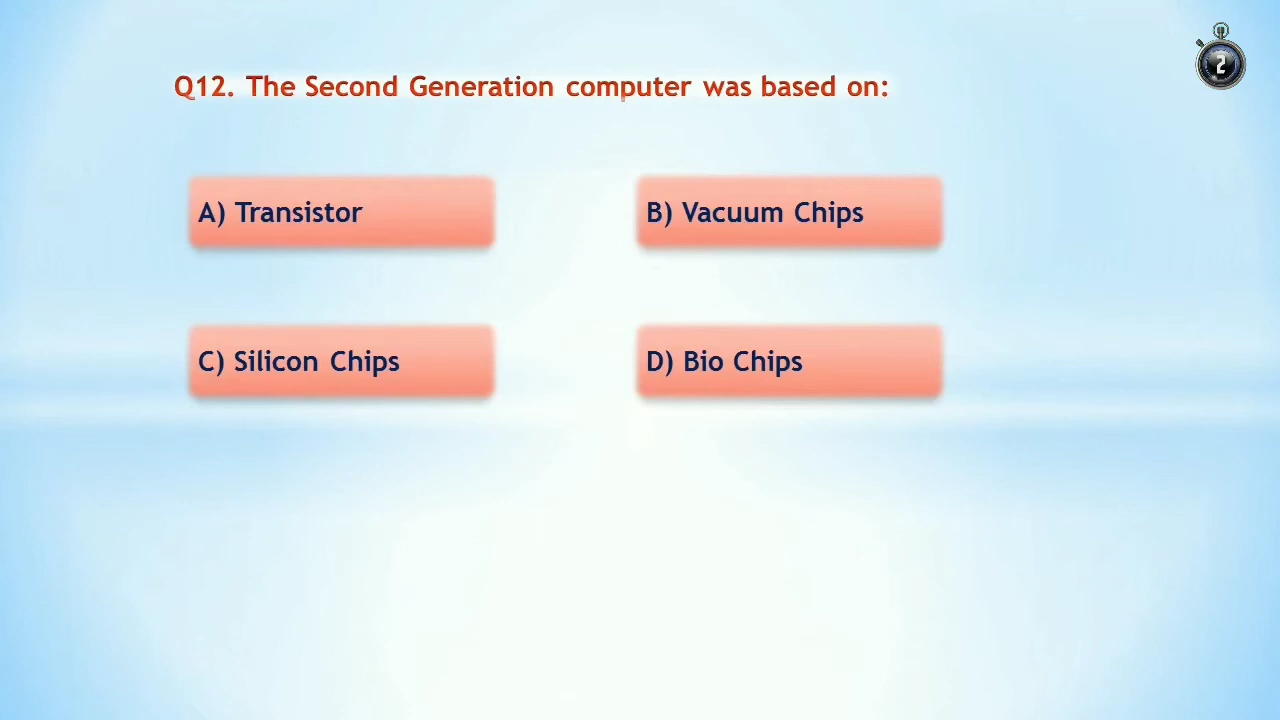 2
Q12. The Second Generation computer was based on:
A) Transistor
B) Vacuum Chips
C) Silicon Chips
D) Bio Chips